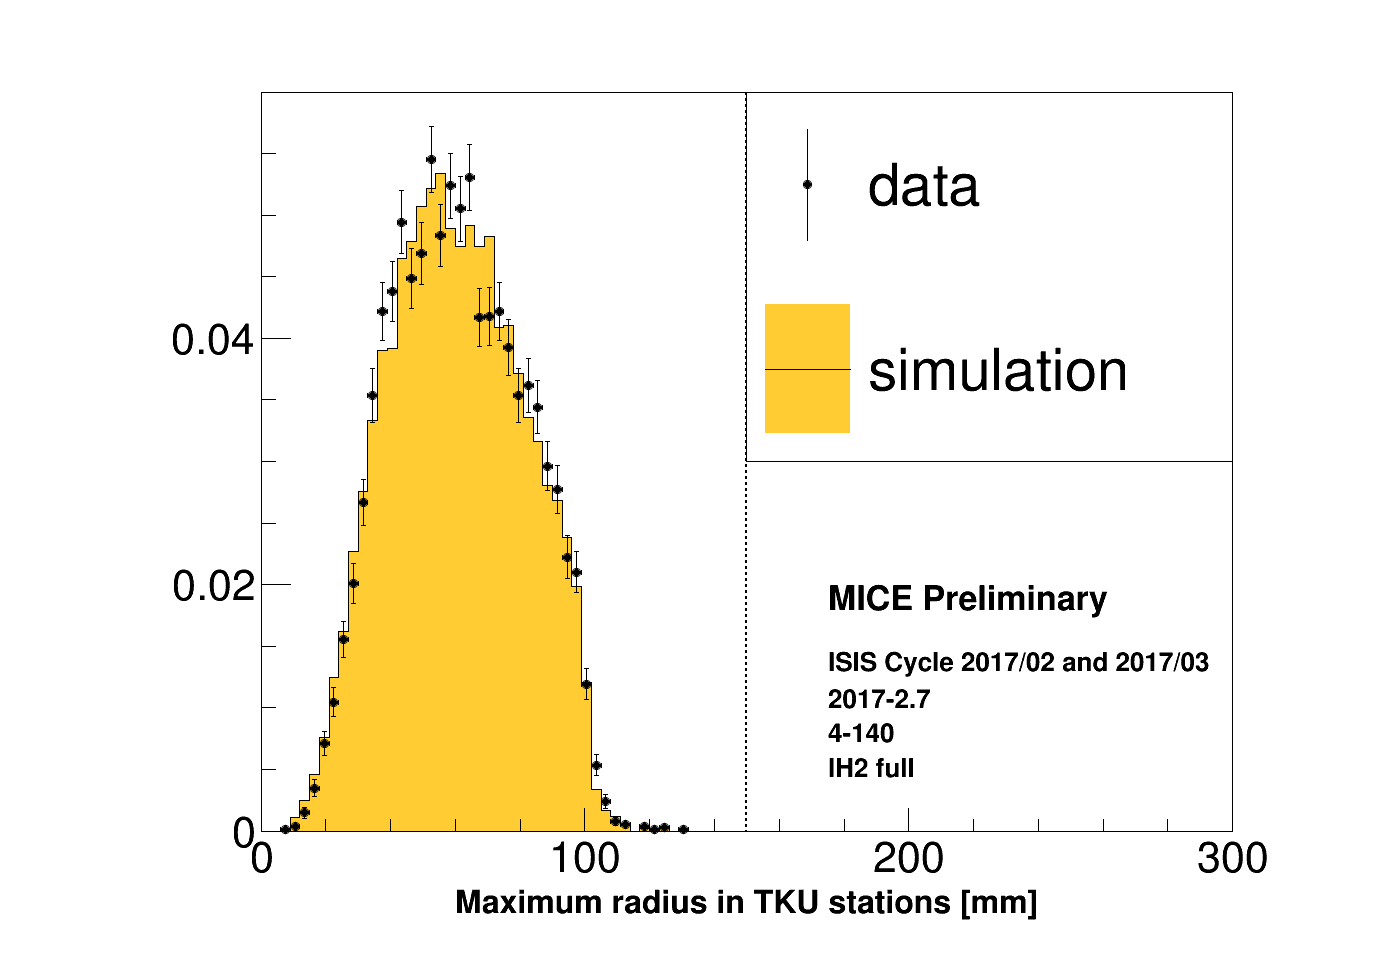 data
simulation
0.04
0.02
MICE Preliminary
ISIS Cycle 2017/02 and 2017/03
2017-2.7
4-140
IH2 full
0
0 100 200 300
Maximum radius in TKU stations [mm]